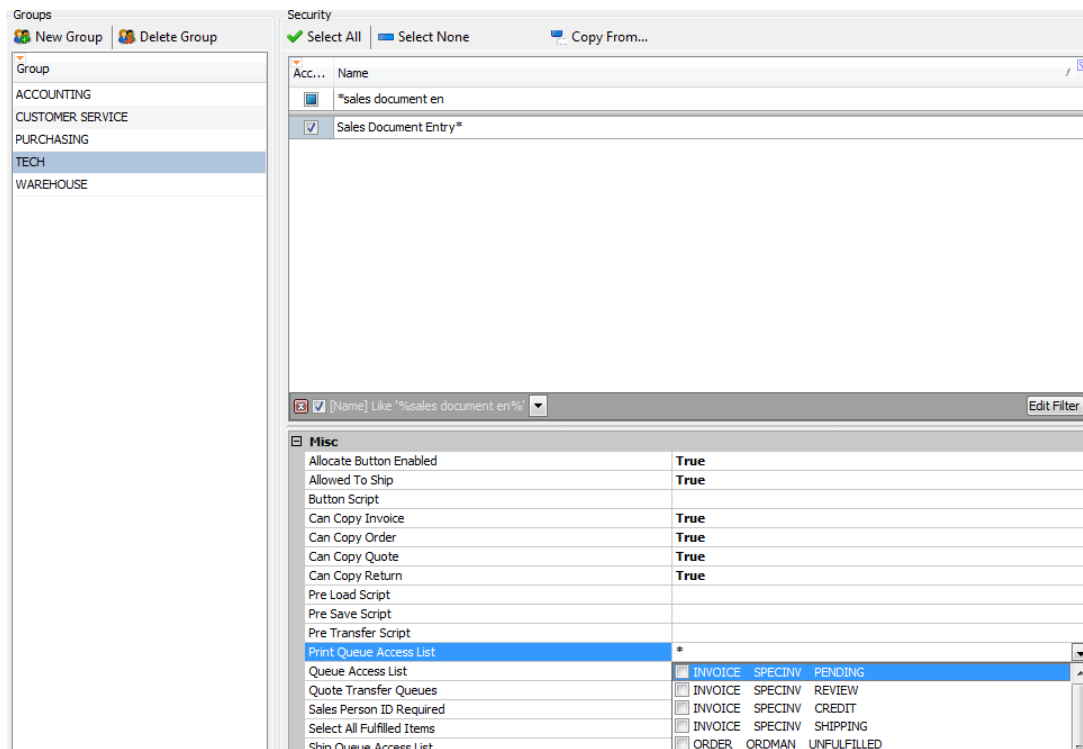 Groups
New Group Delete Group
Group
ACCOUNTING
CUSTOMER SERVICE
PURCHASING
TECH
WAREHOUSE
Security
Select All Select None Copy From...
Acc... Name
*sales document en
Sales Document Entry*
[Name] Like '%sales document en%' Edit Filter
Misc
Allocate Button Enabled True
Allowed To Ship True
Button Script
Can Copy Invoice True
Can Copy Order True
Can Copy Quote True
Can Copy Return True
Pre Load Script
Pre Save Script
Pre Transfer Script
Print Queue Access List *
Queue Access List INVOICE SPECINV PENDING
Quote Transfer Queues INVOICE SPECINV REVIEW
Sales Person ID Required INVOICE SPECINV CREDIT
Select All Fulfilled Items INVOICE SPECINV SHIPPING
Ship Queue Access List ORDER ORDMAN UNFULFILLED